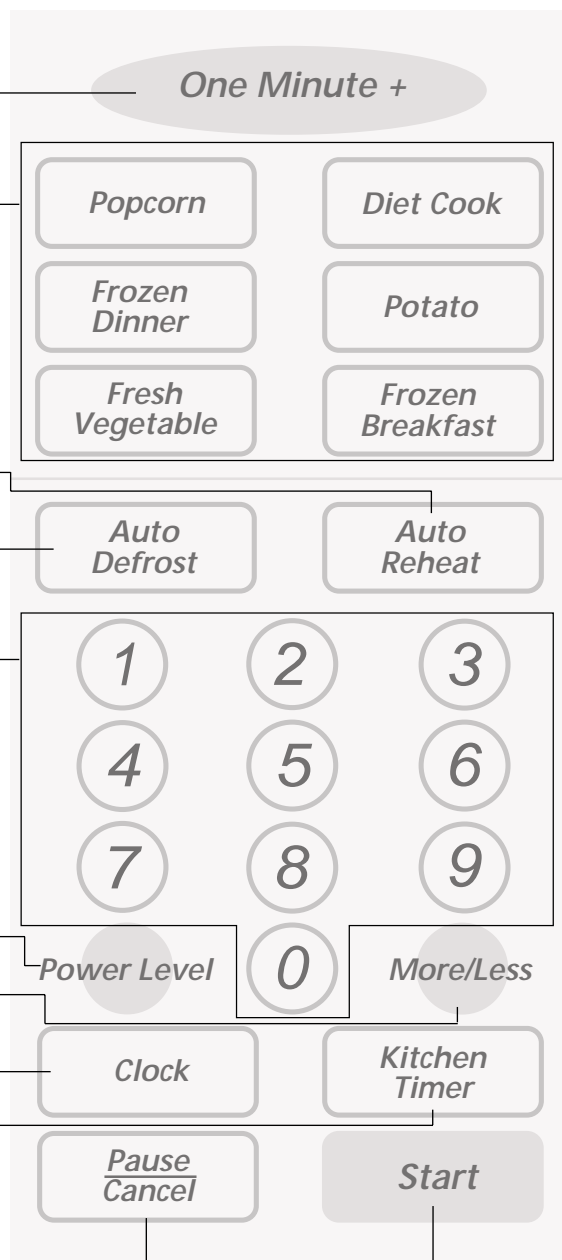 One Minute +
Popcorn
Diet Cook
Frozen
Dinner
Potato
Fresh
Vegetable
Frozen
Breakfast
Auto
Defrost
Auto
Reheat
1
2
3
4
5
6
7
8
9
Power Level
0
More/Less
Clock
Kitchen
Timer
Pause
Cancel
Start